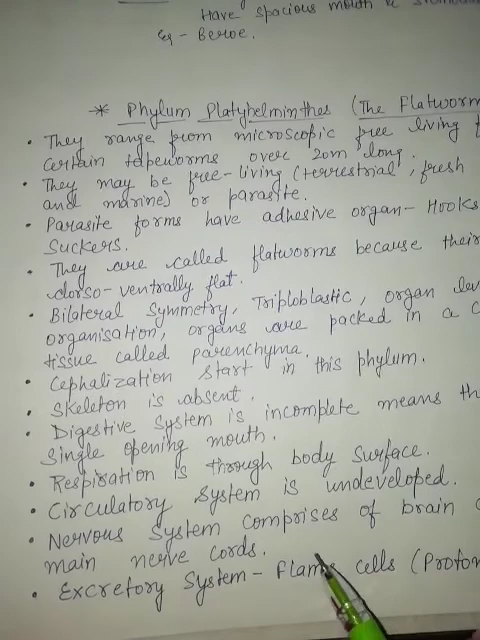 Have spacious mouth &
Eg - Beroe.
* Phylum Platyhelminthes (The Flatworm
• They range from microscopic free living
certain tapeworms over 20m long.
• They may be free-living (terrestrial, fresh
and marine) or parasite.
• Parasite forms have adhesive organ- Hooks
Suckers.
• They are called flatworms because their
dorso-ventrally flat.
• Bilateral Symmetry, Triploblastic, organ lev
organisation, organs are packed in a c
tissue called parenchyma.
• Cephalization start in this phylum.
• Skeleton is absent.
• Digestive System is incomplete means th
single opening mouth.
• Respiration is through body surface.
• Circulatory System is undeveloped.
• Nervous System comprises of brain
main nerve cords.
• Excretory System- Flame cells (Proton